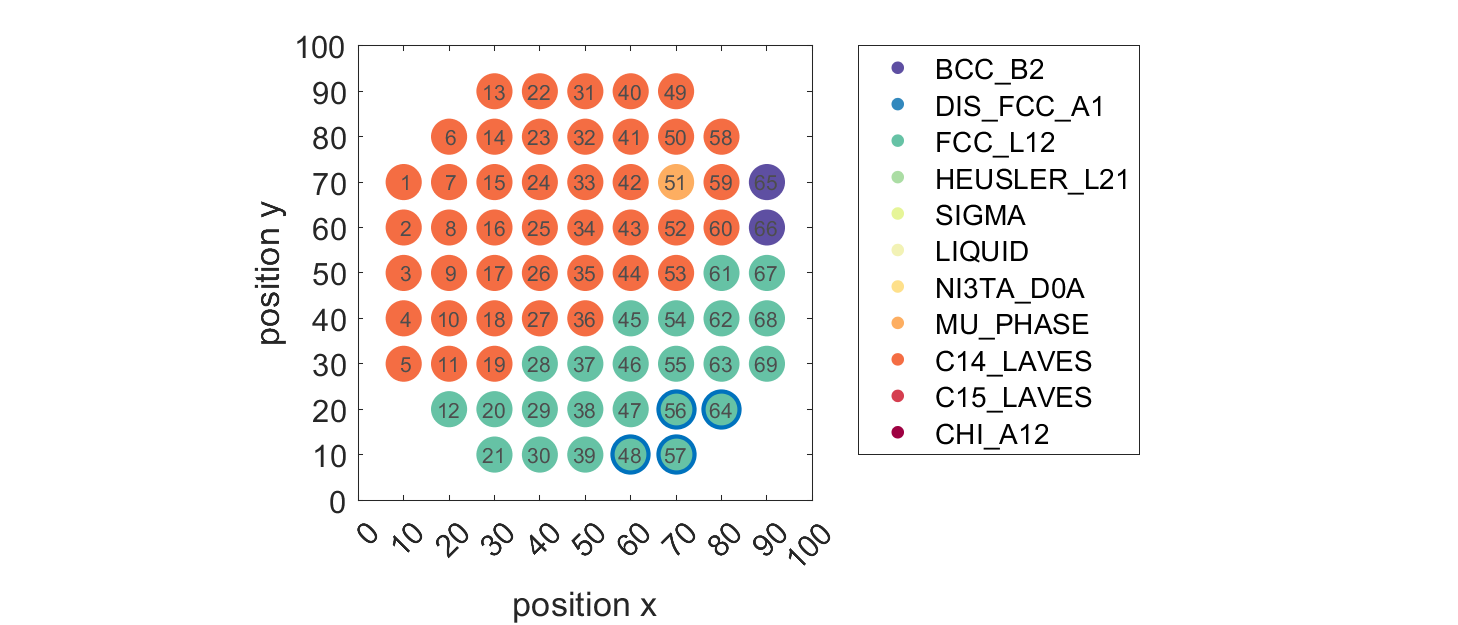 100
90
13 22 31 40 49
80
6 14 23 32 41 50 58
70
1 7 15 24 33 42 51 59 65
60
2 8 16 25 34 43 52 60 66
50
3 9 17 26 35 44 53 61 67
40
4 10 18 27 36 45 54 62 68
30
5 11 19 28 37 46 55 63 69
20
12 20 29 38 47 56 64
10
21 30 39 48 57
0
position y
0 10 20 30 40 50 60 70 80 90 100
position x
BCC_B2
DIS_FCC_A1
FCC_L12
HEUSLER_L21
SIGMA
LIQUID
NI3TA_D0A
MU_PHASE
C14_LAVES
C15_LAVES
CHI_A12